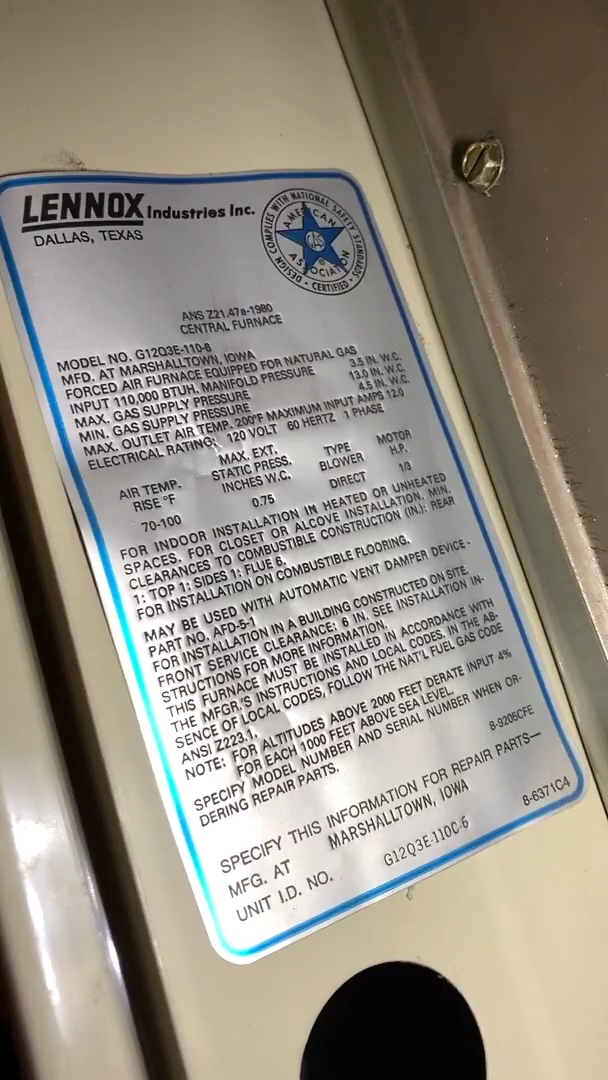 LENNOX Industries Inc.
DALLAS, TEXAS
DESIGN COMPLIES WITH NATIONAL SAFETY STANDARDS
AMERICAN
GAS
ASSOCIATION
· CERTIFIED ·
ANS Z21.47a-1980
CENTRAL FURNACE
MODEL NO. G12Q3E-110-6
MFD. AT MARSHALLTOWN, IOWA
FORCED AIR FURNACE EQUIPPED FOR NATURAL GAS
INPUT 110,000 BTUH. MANIFOLD PRESSURE 3.5 IN. W.C.
MAX. GAS SUPPLY PRESSURE 13.0 IN. W.C.
MIN. GAS SUPPLY PRESSURE 4.5 IN. W.C.
MAX. OUTLET AIR TEMP. 200°F MAXIMUM INPUT AMPS 12.0
ELECTRICAL RATING: 120 VOLT 60 HERTZ 1 PHASE
AIR TEMP. RISE °F MAX. EXT. STATIC PRESS. INCHES W.C. TYPE BLOWER MOTOR H.P.
70-100 0.75 DIRECT 1/3
FOR INDOOR INSTALLATION IN HEATED OR UNHEATED
SPACES. FOR CLOSET OR ALCOVE INSTALLATION. MIN.
CLEARANCES TO COMBUSTIBLE CONSTRUCTION (IN.): REAR
1; TOP 1; SIDES 1; FLUE 6.
FOR INSTALLATION ON COMBUSTIBLE FLOORING.
MAY BE USED WITH AUTOMATIC VENT DAMPER DEVICE -
PART NO. AFD-5-1
FOR INSTALLATION IN A BUILDING CONSTRUCTED ON SITE.
FRONT SERVICE CLEARANCE: 6 IN. SEE INSTALLATION IN-
STRUCTIONS FOR MORE INFORMATION.
THIS FURNACE MUST BE INSTALLED IN ACCORDANCE WITH
THE MFGR.'S INSTRUCTIONS AND LOCAL CODES. IN THE AB-
SENCE OF LOCAL CODES, FOLLOW THE NAT'L FUEL GAS CODE
ANSI Z223.1.
NOTE: FOR ALTITUDES ABOVE 2000 FEET DERATE INPUT 4%
FOR EACH 1000 FEET ABOVE SEA LEVEL.
SPECIFY MODEL NUMBER AND SERIAL NUMBER WHEN OR-
DERING REPAIR PARTS.
8-9205CFE
SPECIFY THIS INFORMATION FOR REPAIR PARTS—
MFG. AT MARSHALLTOWN, IOWA
UNIT I.D. NO. G12Q3E-110C-6
8-6371C4